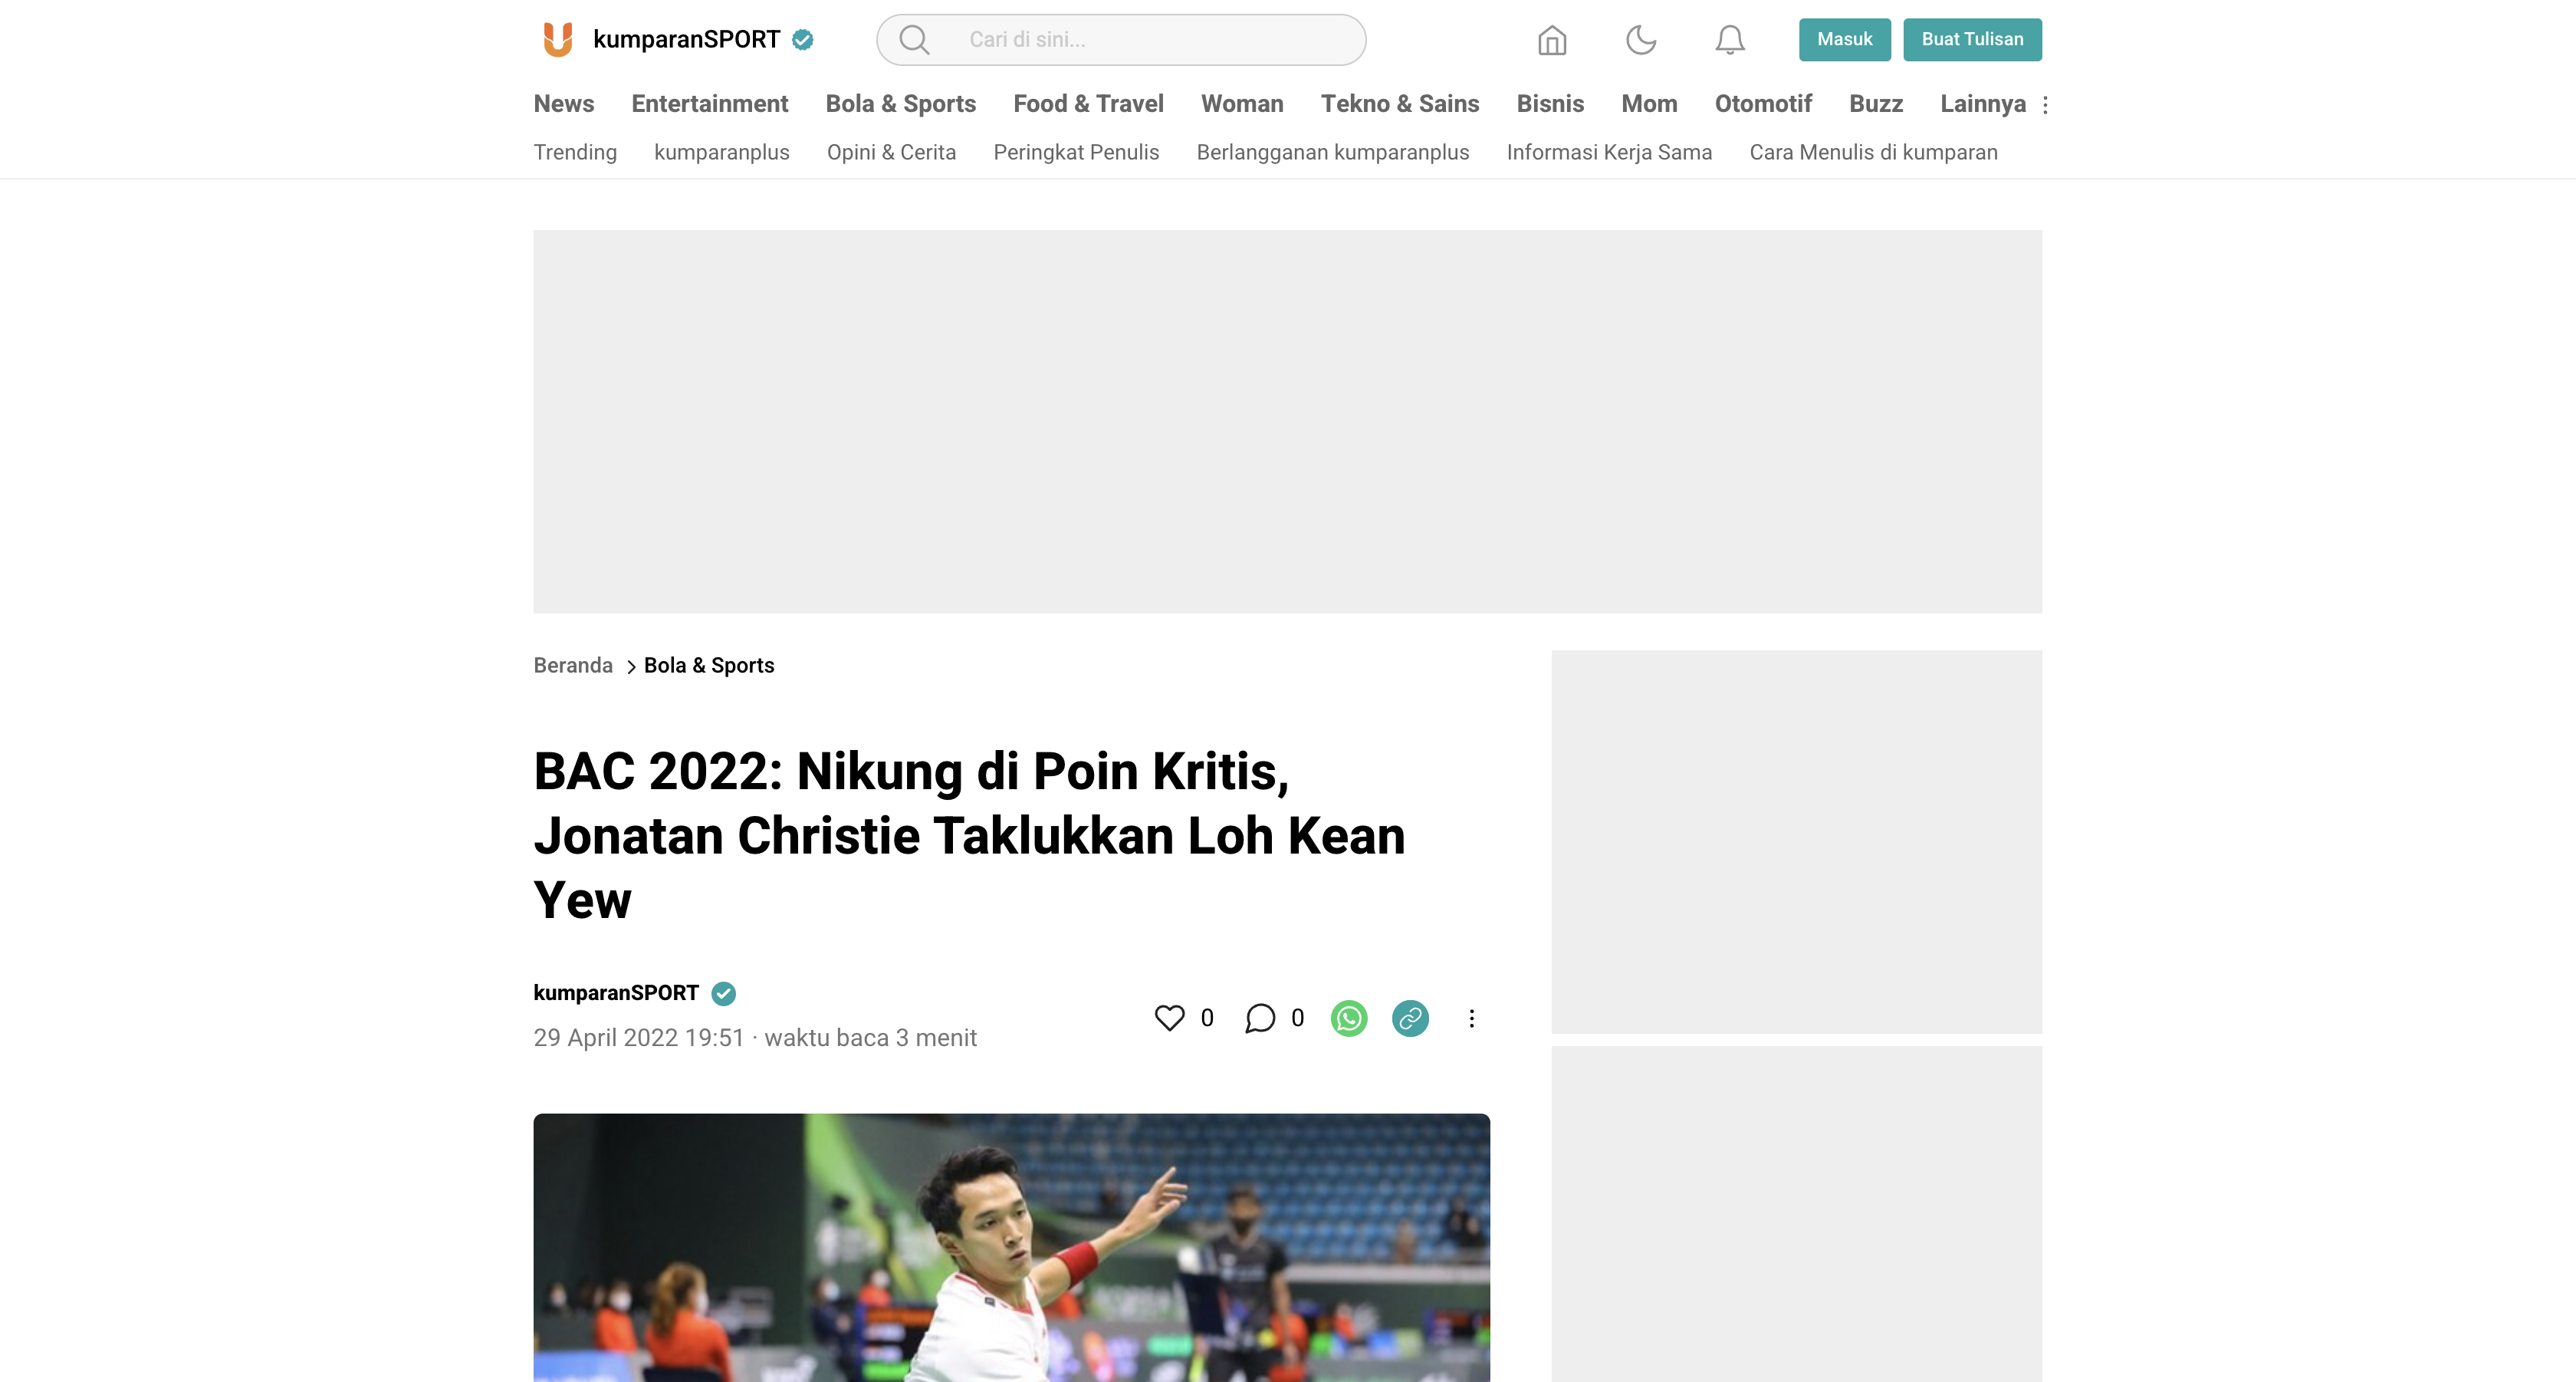 kumparanSPORT
Cari di sini...
Masuk
Buat Tulisan
News Entertainment Bola & Sports Food & Travel Woman Tekno & Sains Bisnis Mom Otomotif Buzz Lainnya
Trending kumparanplus Opini & Cerita Peringkat Penulis Berlangganan kumparanplus Informasi Kerja Sama Cara Menulis di kumparan
Beranda > Bola & Sports
BAC 2022: Nikung di Poin Kritis,
Jonatan Christie Taklukkan Loh Kean
Yew
kumparanSPORT
29 April 2022 19:51 · waktu baca 3 menit
0 0